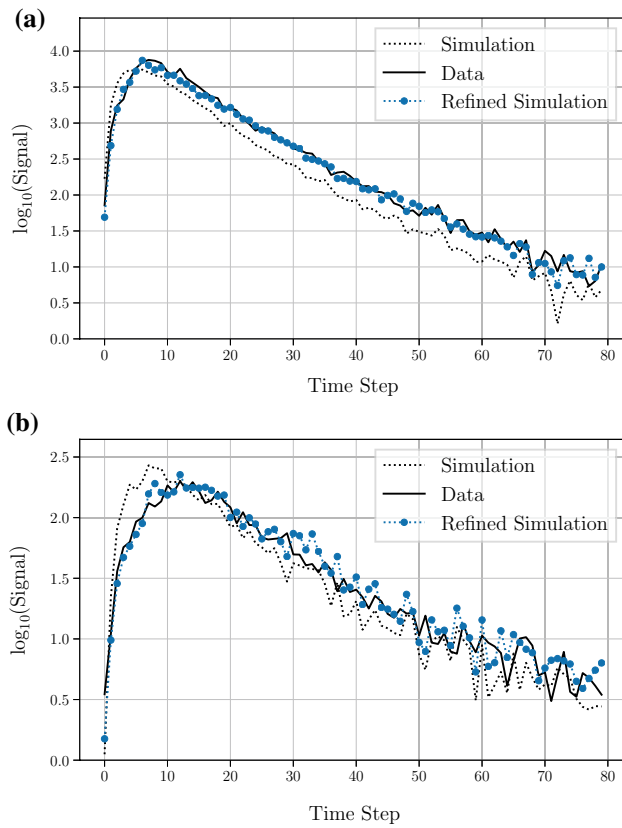 (a)
4.0
3.5
3.0
2.5
2.0
1.5
1.0
0.5
0.0
log₁₀(Signal)
Simulation
Data
Refined Simulation
0 10 20 30 40 50 60 70 80
Time Step
(b)
2.5
2.0
1.5
1.0
0.5
0.0
log₁₀(Signal)
Simulation
Data
Refined Simulation
0 10 20 30 40 50 60 70 80
Time Step